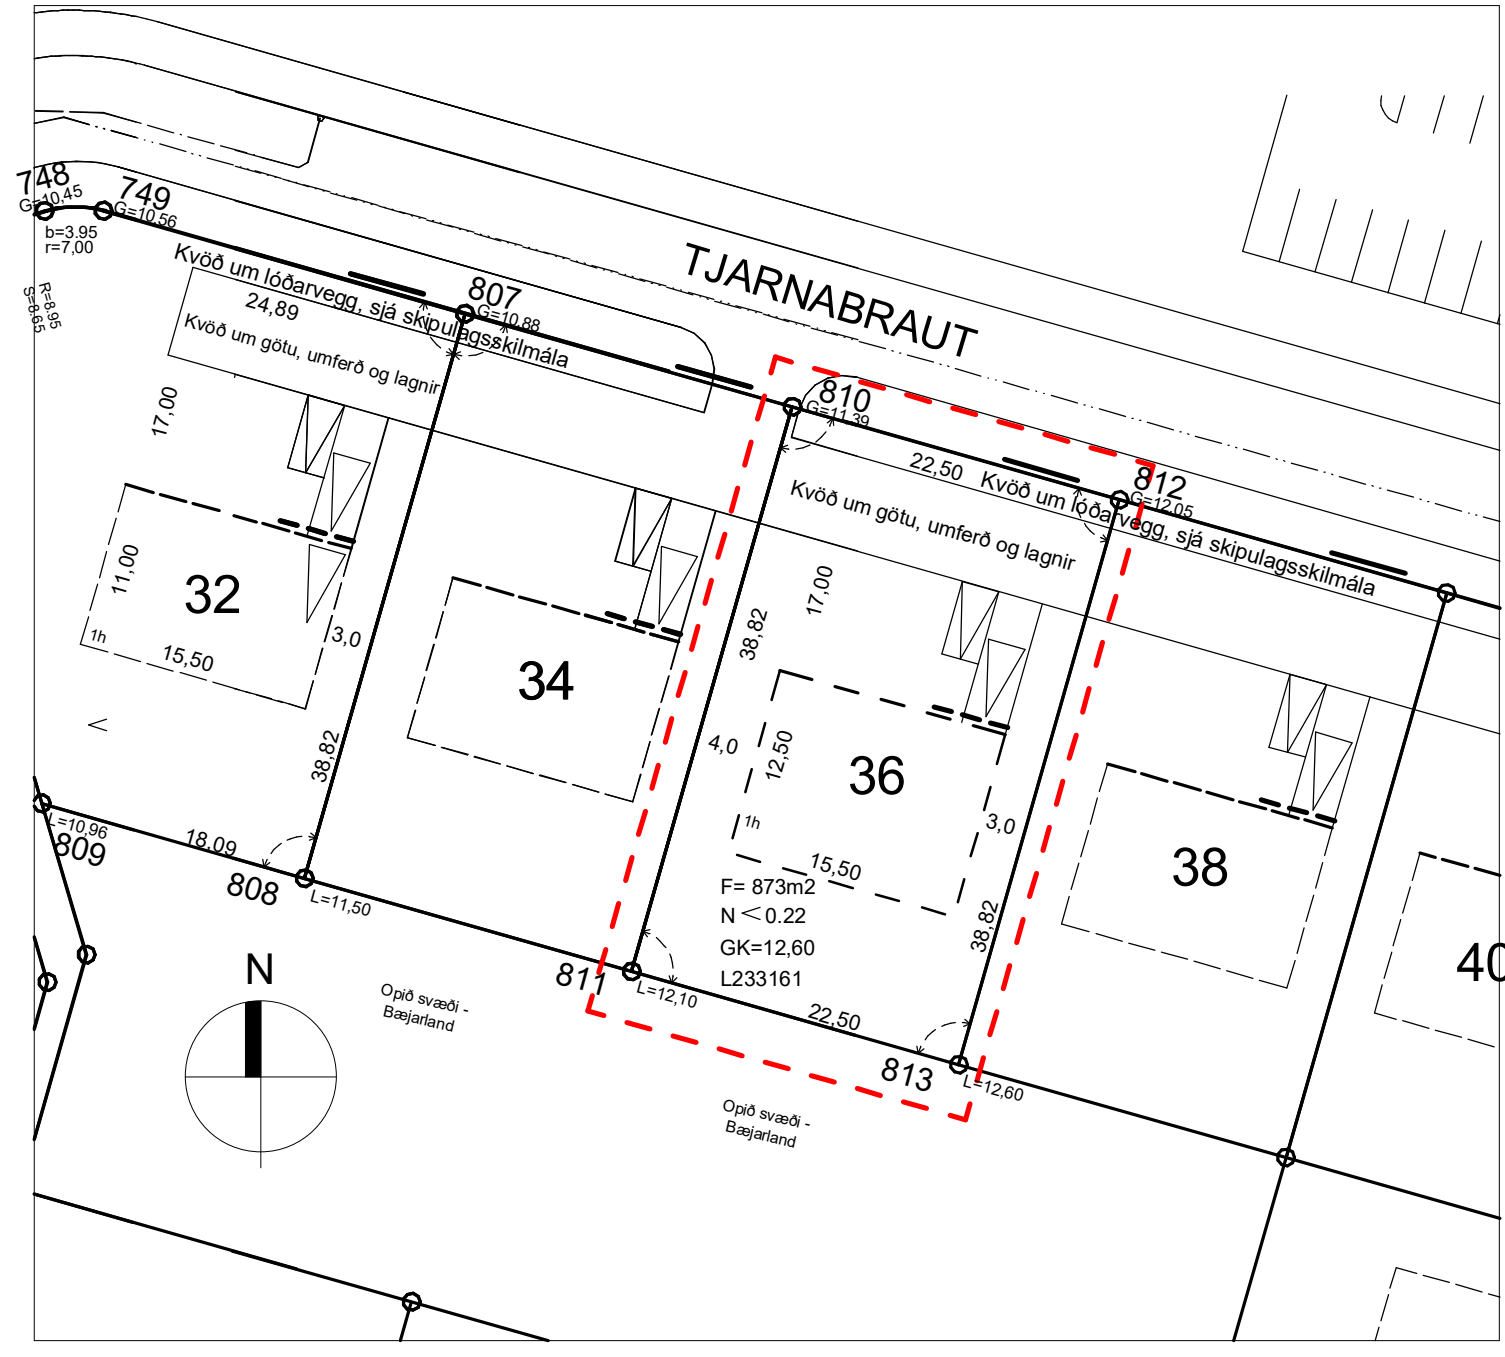 748
G=10,45
749
G=10,56
b=3.95
r=7,00
R=8.95
S=8.65
Kvöð um lóðarvegg, sjá skipulagsskilmála
24,89
Kvöð um götu, umferð og lagnir
807
G=10,88
TJARNABRAUT
810
G=11,39
22,50
Kvöð um lóðarvegg, sjá skipulagsskilmála
812
G=12,05
Kvöð um götu, umferð og lagnir
17,00
17,00
11,00
32
1h
15,50
3,0
34
38,82
38,82
4,0
12,50
36
1h
3,0
15,50
38
40
38,82
F= 873m2
N < 0.22
GK=12,60
L233161
L=10,96
809
18,09
808
L=11,50
811
L=12,10
22,50
813
L=12,60
N
Opið svæði -
Bæjarland
Opið svæði -
Bæjarland